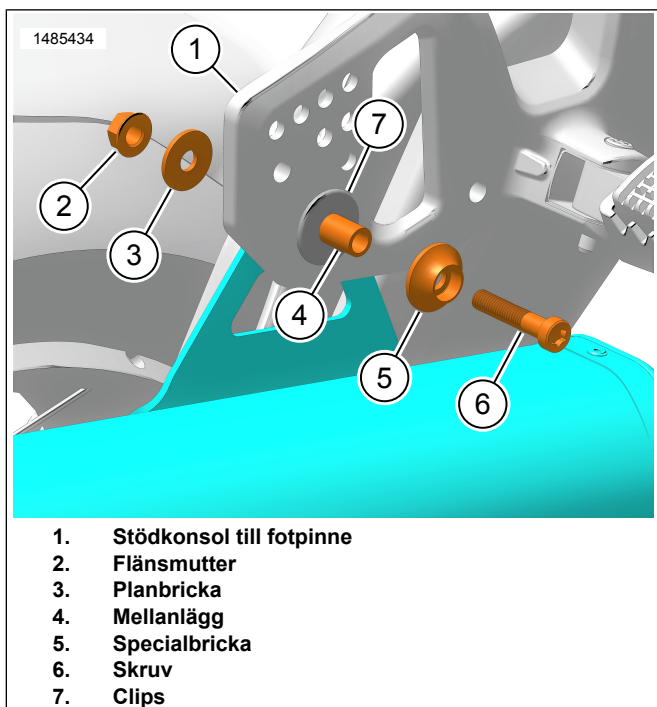 1485434
1
7
2
3
4
5
6
1. Stödkonsol till fotpinne
2. Flänsmutter
3. Planbricka
4. Mellanlägg
5. Specialbricka
6. Skruv
7. Clips